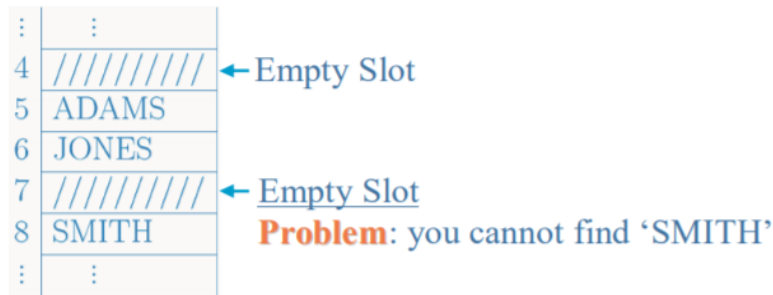 ⋮ ⋮
4 ////////// ← Empty Slot
5 ADAMS
6 JONES
7 ////////// ← Empty Slot
8 SMITH Problem: you cannot find ‘SMITH’
⋮ ⋮